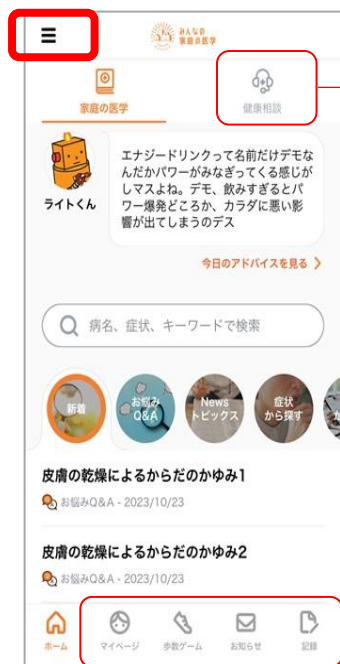 みんなの
家庭の医学
家庭の医学
健康相談
エナジードリンクって名前だけデモな
んだかパワーがみなぎってくる感じが
しマスよね。デモ、飲みすぎるとパ
ワー爆発どころか、カラダに悪い影
響が出てしまうのデス
ライトくん
今日のアドバイスを見る 〉
病名、症状、キーワードで検索
新着
お悩み
Q&A
News
トピックス
症状
から探す
皮膚の乾燥によるからだのかゆみ1
お悩みQ&A - 2023/10/23
皮膚の乾燥によるからだのかゆみ2
お悩みQ&A - 2023/10/23
ホーム
マイページ
歩数ゲーム
お知らせ
記録